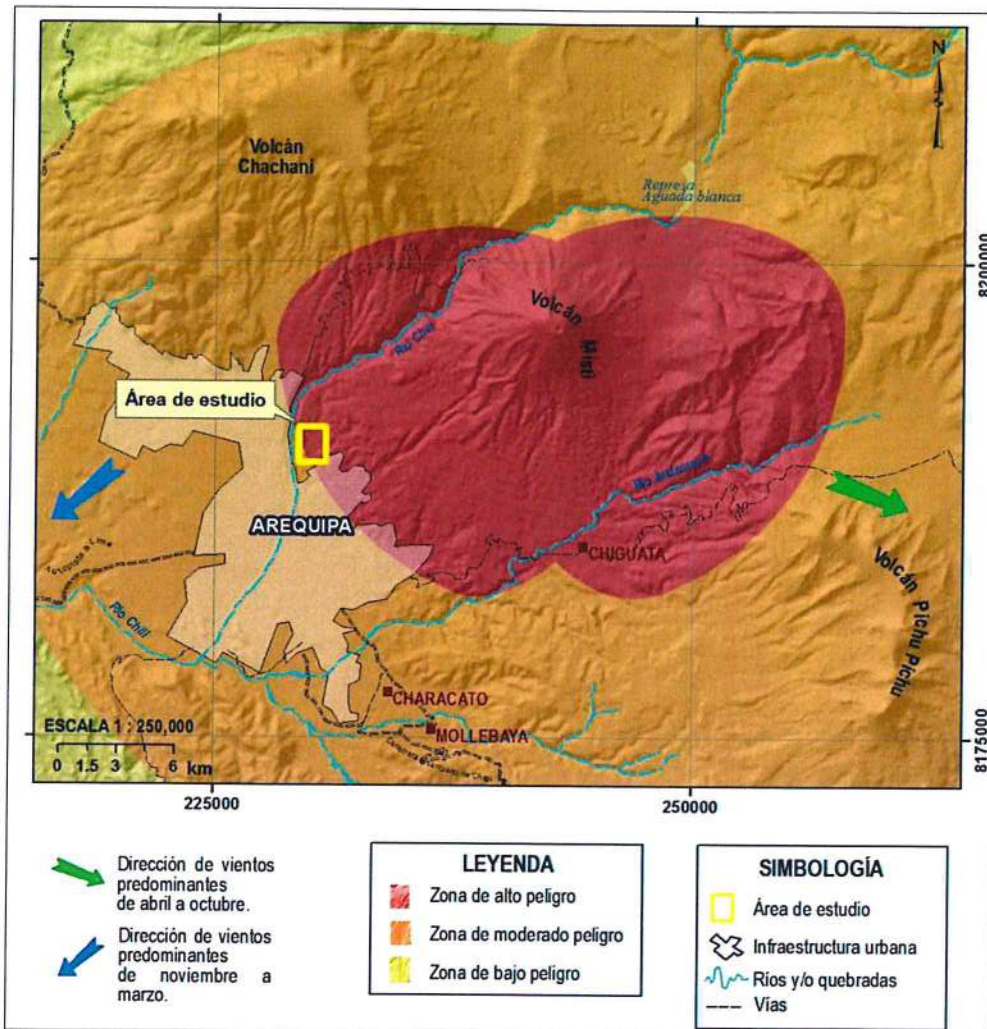 N
Volcán
Chachani
Represa
Aguada blanca
8200000
Volcán
Misti
Río Chili
Área de estudio
Río Andamayo
AREQUIPA
CHIGUATA
Volcán Pichu Pichu
Río Chili
CHARACATO
ESCALA 1 : 250,000
MOLLEBAYA
0 1.5 3 6 km
8175000
225000
250000
Dirección de vientos
predominantes
de abril a octubre.
Dirección de vientos
predominantes
de noviembre a
marzo.
LEYENDA
Zona de alto peligro
Zona de moderado peligro
Zona de bajo peligro
SIMBOLOGÍA
Área de estudio
Infraestructura urbana
Ríos y/o quebradas
Vías